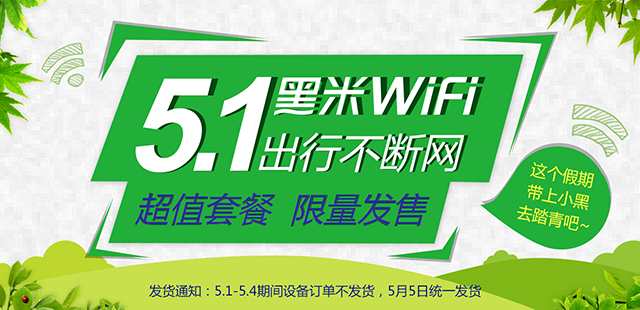 5.1 黑米WiFi
出行不断网
超值套餐 限量发售
这个假期
带上小黑
去踏青吧~
发货通知：5.1-5.4期间设备订单不发货，5月5日统一发货